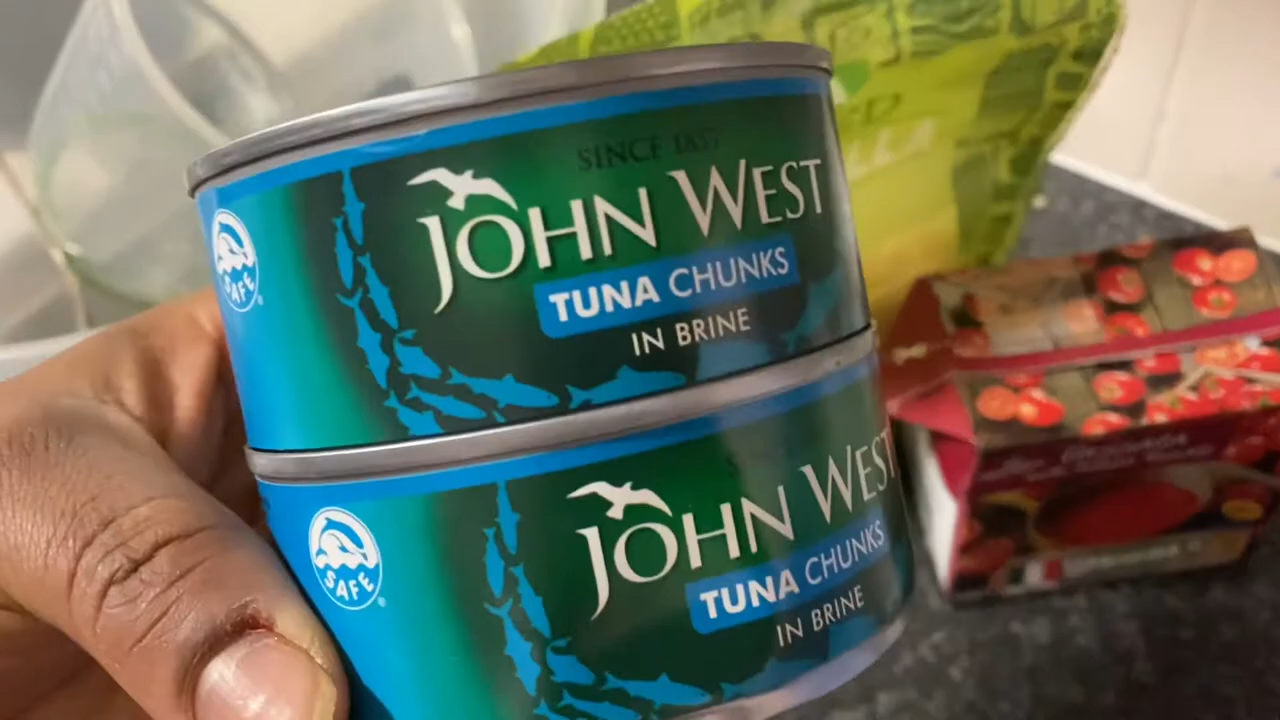 SINCE 1857
JOHN WEST
TUNA CHUNKS
IN BRINE
SAFE
JOHN WEST
TUNA CHUNKS
IN BRINE
SAFE